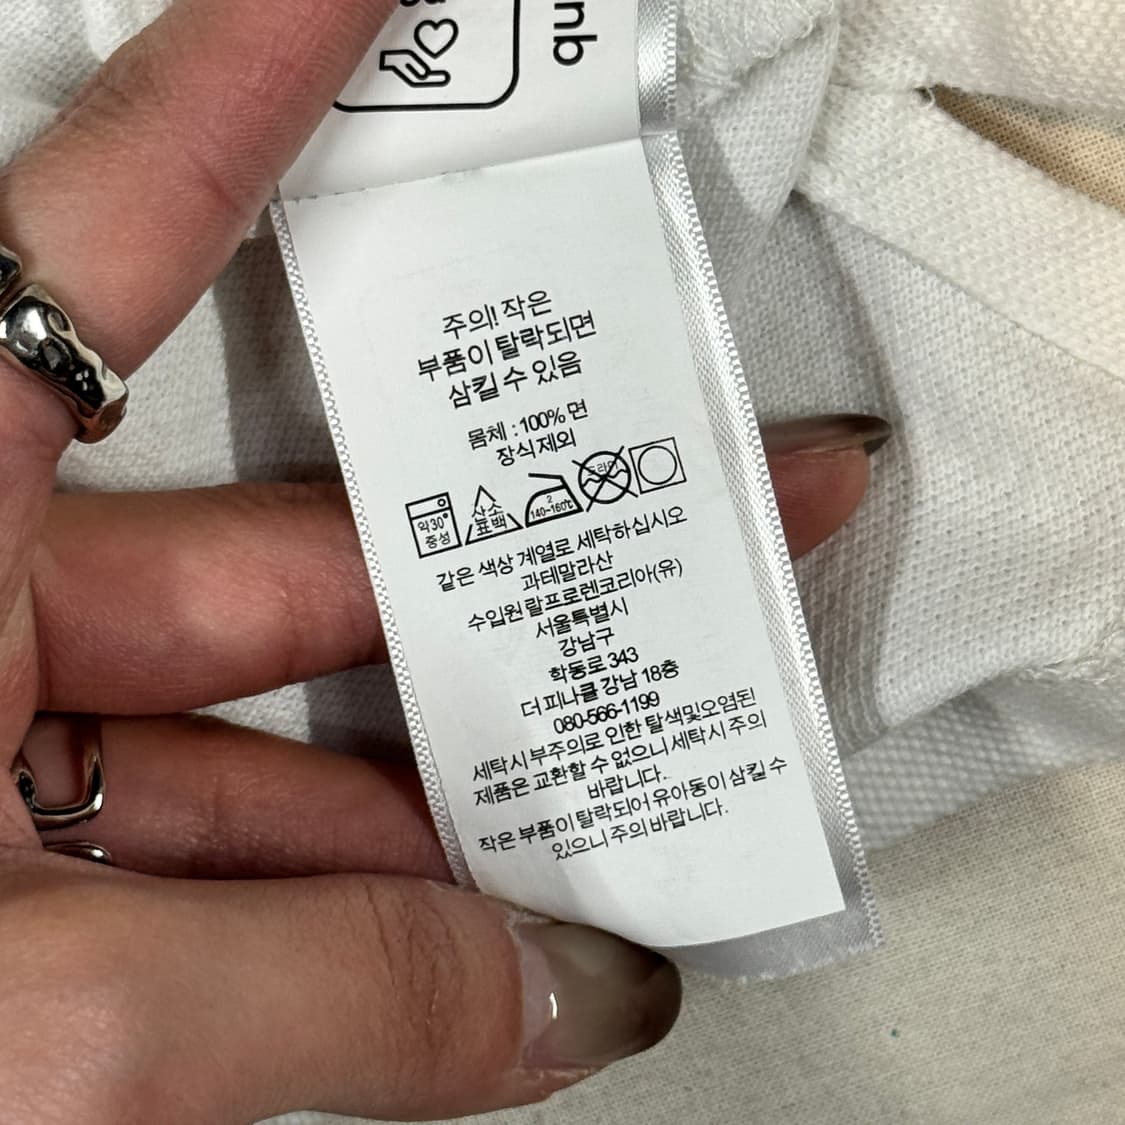 주의! 작은
부품이 탈락되면
삼킬 수 있음
몸체 : 100% 면
장식 제외
약30°
중성
산소
표백
2
140~160℃
드라이
같은 색상 계열로 세탁하십시오
과테말라산
수입원 랄프로렌코리아(유)
서울특별시
강남구
학동로 343
더 피나클 강남 18층
080-566-1199
세탁 시 부주의로 인한 탈색및오염된
제품은 교환할 수 없으니 세탁 시 주의
바랍니다.
작은 부품이 탈락되어 유아동이 삼킬 수
있으니 주의 바랍니다.